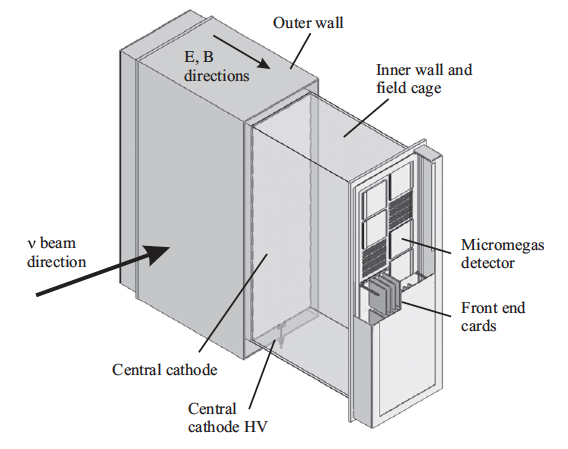 Outer wall
E, B
directions
Inner wall and
field cage
ν beam
direction
Micromegas
detector
Front end
cards
Central cathode
Central
cathode HV